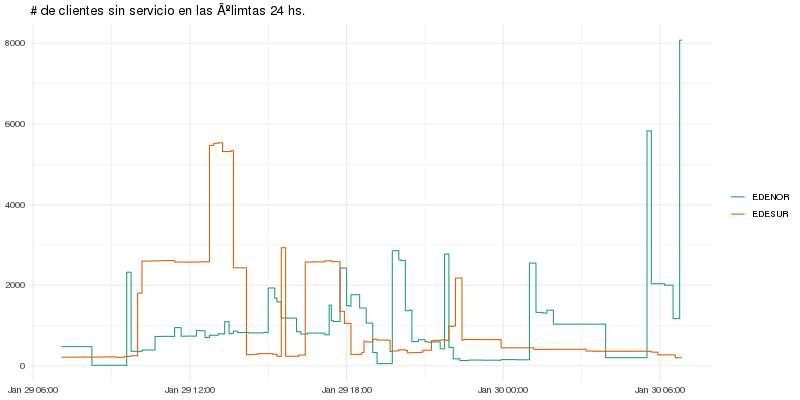 # de clientes sin servicio en las Ãºlimtas 24 hs.
8000
6000
4000
2000
0
Jan 29 06:00
Jan 29 12:00
Jan 29 18:00
Jan 30 00:00
Jan 30 06:00
EDENOR
EDESUR